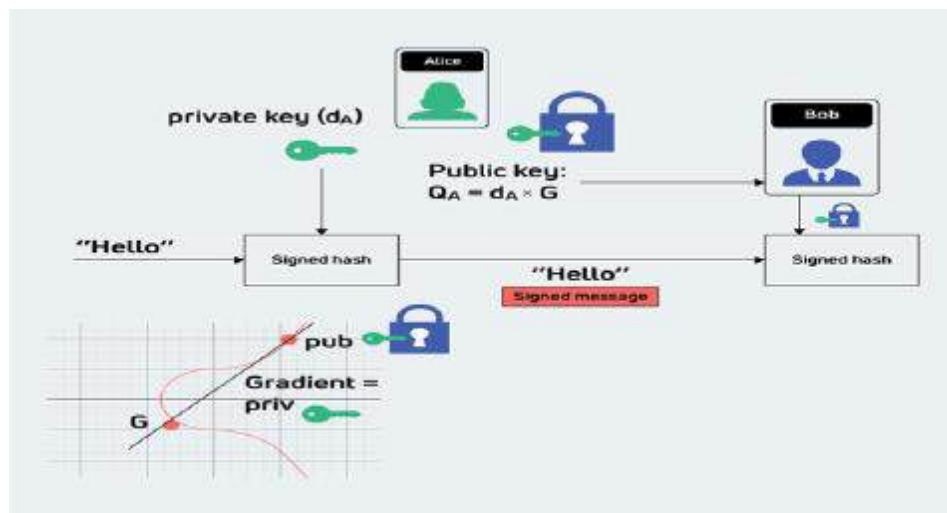 Alice
private key (dA)
Bob
Public key:
QA = dA × G
"Hello"
Signed hash
"Hello"
Signed message
Signed hash
pub
Gradient =
priv
G